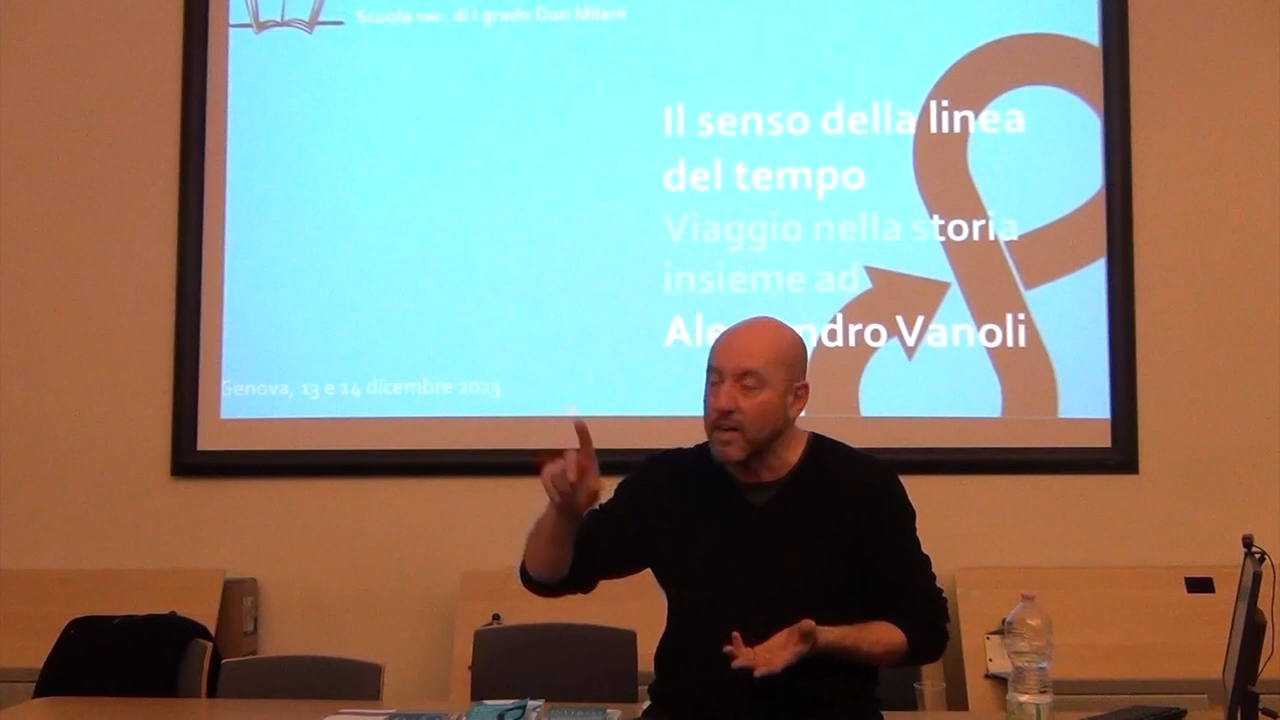 Scuola sec. di I grado Don Milani
Il senso della linea
del tempo
Viaggio nella storia
insieme ad
Alessandro Vanoli
Genova, 13 e 14 dicembre 2023